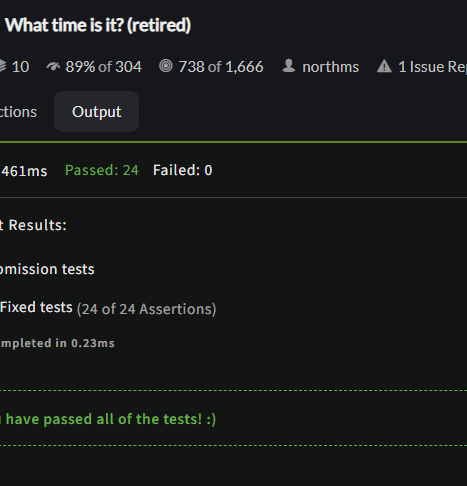 What time is it? (retired)
10 89% of 304 738 of 1,666 northms 1 Issue Re
ctions Output
461ms Passed: 24 Failed: 0
t Results:
omission tests
Fixed tests (24 of 24 Assertions)
mpleted in 0.23ms
have passed all of the tests! :)